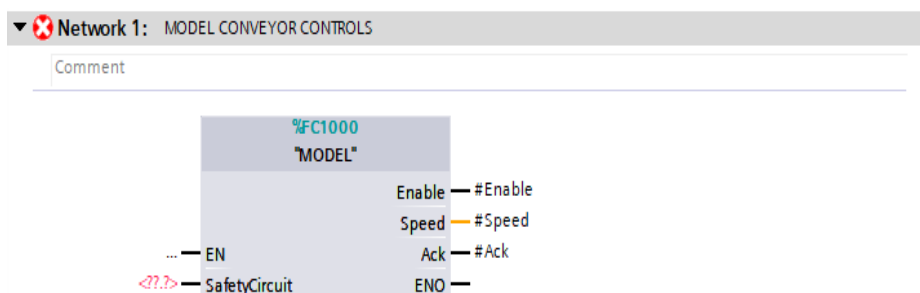 Network 1: MODEL CONVEYOR CONTROLS
Comment
%FC1000
"MODEL"
Enable #Enable
Speed #Speed
... EN Ack #Ack
<??.?> SafetyCircuit ENO